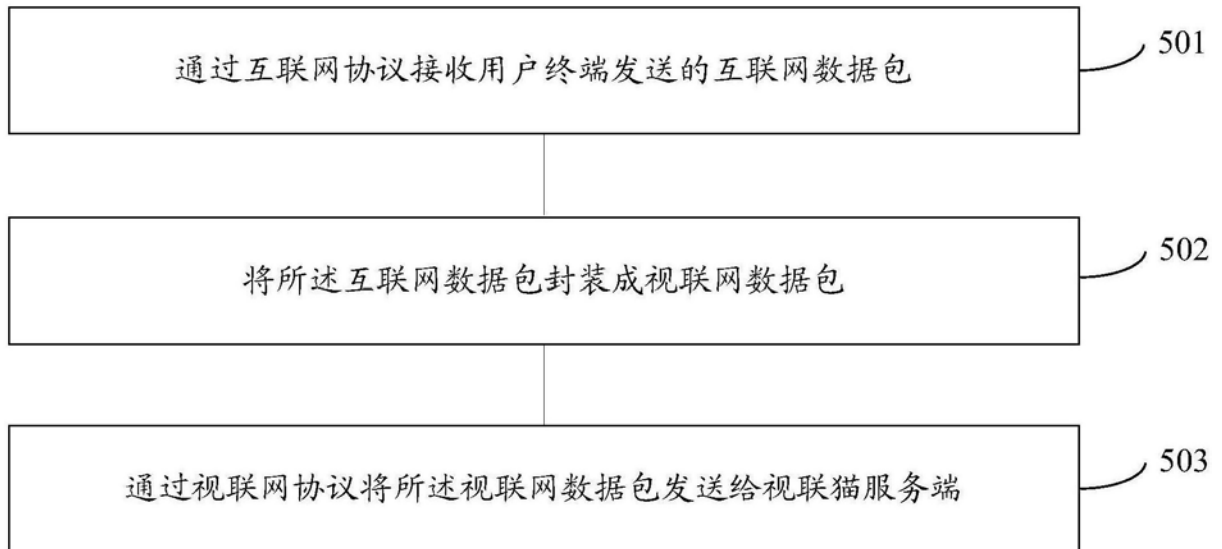 通过互联网协议接收用户终端发送的互联网数据包
501
将所述互联网数据包封装成视联网数据包
502
通过视联网协议将所述视联网数据包发送给视联猫服务端
503